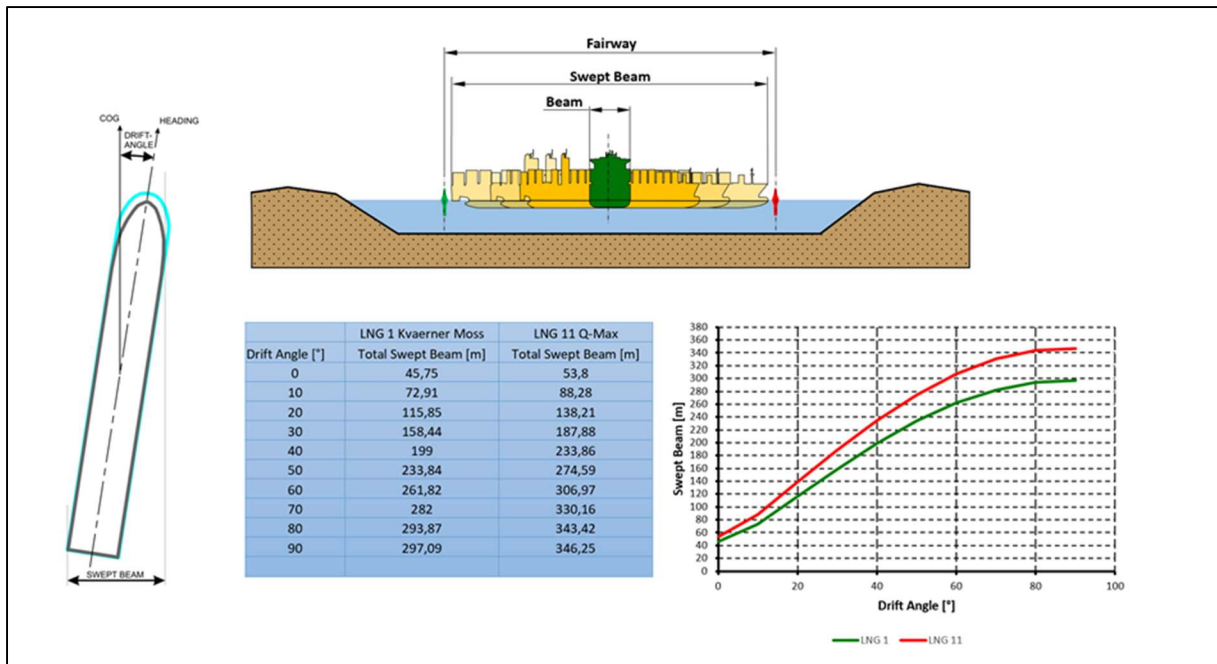 Fairway
Swept Beam
Beam
COG
HEADING
DRIFT-
ANGLE
SWEPT BEAM
LNG 1 Kvaerner Moss LNG 11 Q-Max
Drift Angle [°] Total Swept Beam [m] Total Swept Beam [m]
0 45,75 53,8
10 72,91 88,28
20 115,85 138,21
30 158,44 187,88
40 199 233,86
50 233,84 274,59
60 261,82 306,97
70 282 330,16
80 293,87 343,42
90 297,09 346,25
Swept Beam [m]
380
360
340
320
300
280
260
240
220
200
180
160
140
120
100
80
60
40
20
0
0 20 40 60 80 100
Drift Angle [°]
LNG 1 LNG 11